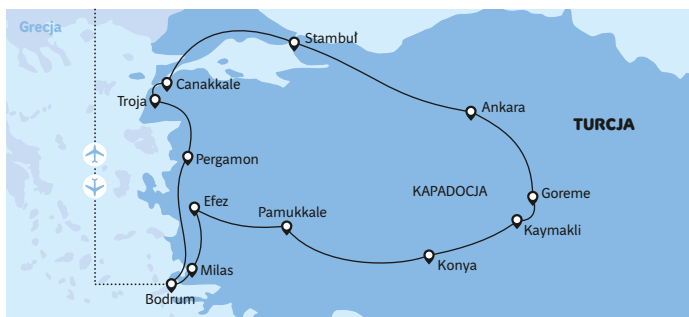 Grecja
Stambuł
Canakkale
Troja
Ankara
TURCJA
Pergamon
KAPADOCJA
Goreme
Efez
Pamukkale
Kaymakli
Konya
Milas
Bodrum